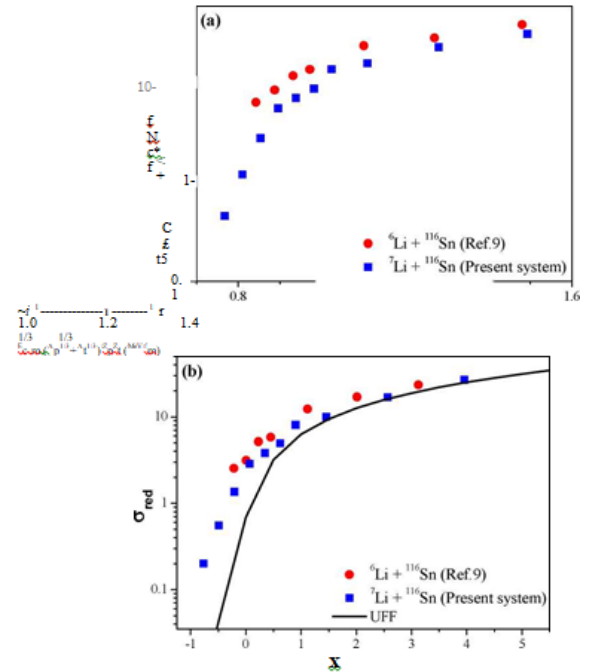 (a)
10-
f
N
c*
f
+
1-
C
£
t5
0.
1
⁶Li + ¹¹⁶Sn (Ref.9)
⁷Li + ¹¹⁶Sn (Present system)
0.8
1.6
1.0
1.2
1.4
(b)
10
1
0.1
σred
⁶Li + ¹¹⁶Sn (Ref.9)
⁷Li + ¹¹⁶Sn (Present system)
UFF
-1 0 1 2 3 4 5
x